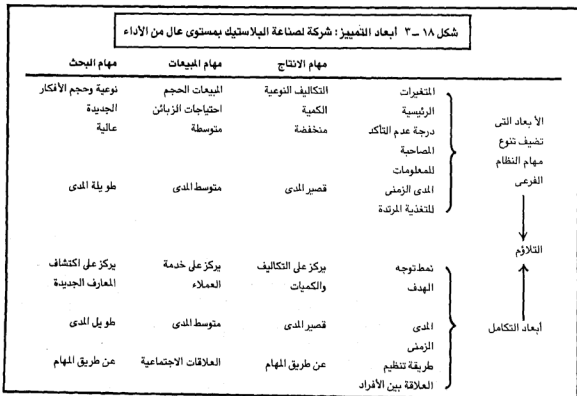 شكل ١٨ ــ ٣ أبعاد التمييز : شركة لصناعة البلاستيك بمستوى عال من الأداء
مهام الانتاج مهام المبيعات مهام البحث
المتغيرات التكاليف النوعية المبيعات الحجم نوعية وحجم الأفكار
الرئيسية الكمية احتياجات الزبائن الجديدة
درجة عدم التأكد منخفضة متوسطة عالية
المصاحبة
للمعلومات
المدى الزمنى قصير المدى متوسط المدى طويلة المدى
للتغذية المرتدة
الأبعاد التى
تضيف تنوع
مهام النظام
الفرعى
التلاؤم
نمط توجه يركز على التكاليف يركز على خدمة يركز على اكتشاف
الهدف والكميات العملاء المعارف الجديدة
المدى قصير المدى متوسط المدى طويل المدى
الزمنى
طريقة تنظيم عن طريق المهام العلاقات الاجتماعية عن طريق المهام
العلاقة بين الأفراد
أبعاد التكامل